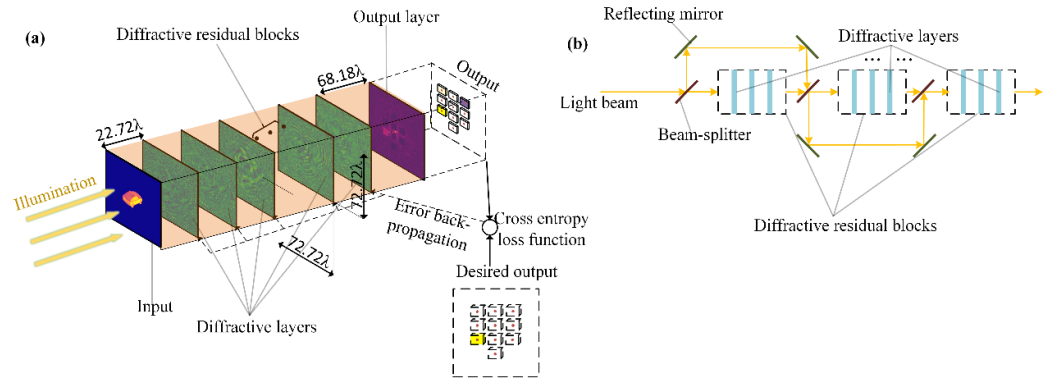 (a)
Diffractive residual blocks
Output layer
Output
68.18λ
22.72λ
Illumination
72.72λ
72.72λ
Error back-
propagation
Cross entropy
loss function
Desired output
Input
Diffractive layers
(b)
Reflecting mirror
Diffractive layers
... ...
Light beam
Beam-splitter
Diffractive residual blocks